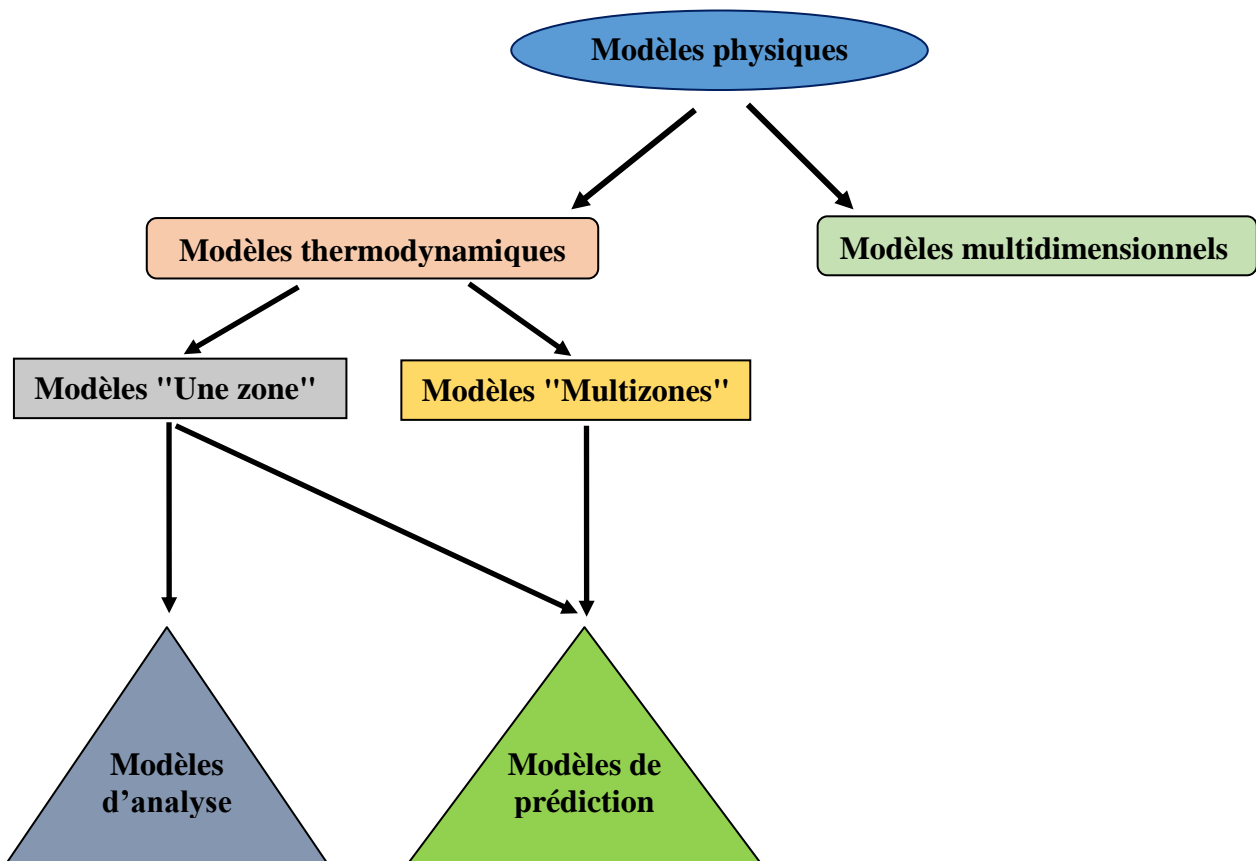 Modèles physiques
Modèles thermodynamiques
Modèles multidimensionnels
Modèles "Une zone"
Modèles "Multizones"
Modèles
d’analyse
Modèles de
prédiction